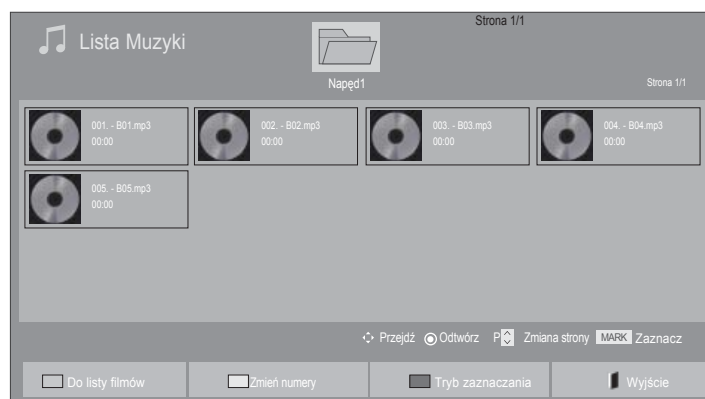 Strona 1/1
Lista Muzyki
Napęd1
Strona 1/1
001. - B01.mp3
00:00
002. - B02.mp3
00:00
003. - B03.mp3
00:00
004. - B04.mp3
00:00
005. - B05.mp3
00:00
Przejdź Odtwórz P Zmiana strony MARK Zaznacz
Do listy filmów Zmień numery Tryb zaznaczania Wyjście